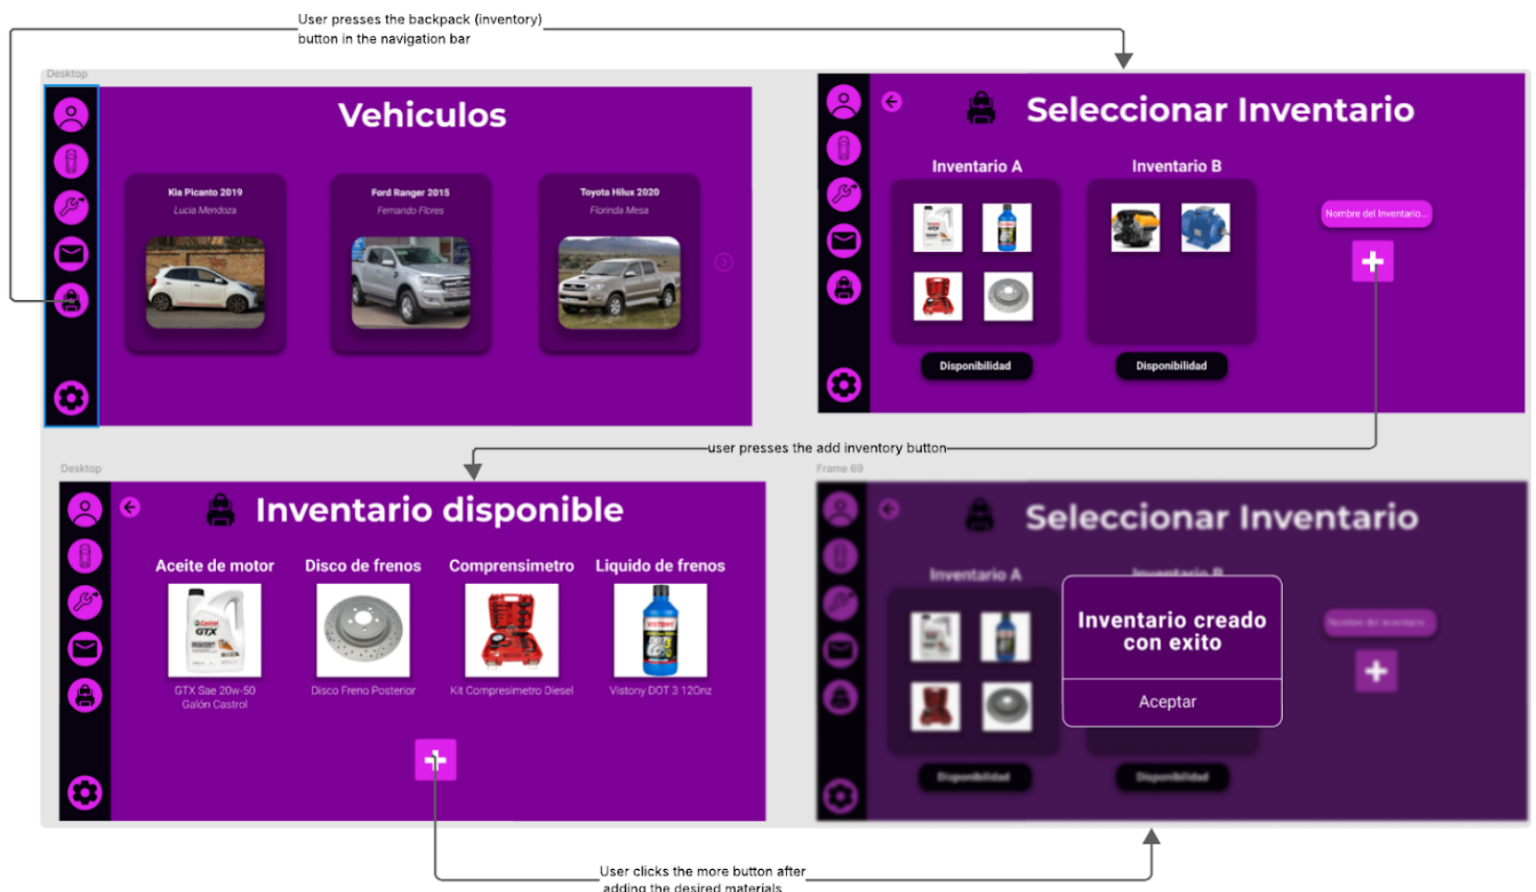 User presses the backpack (inventory)
button in the navigation bar
Desktop
Vehiculos
Kia Picanto 2019
Lucia Mendoza
Ford Ranger 2015
Fernando Flores
Toyota Hilux 2020
Florinda Mesa
Seleccionar Inventario
Inventario A
Inventario B
Nombre del Inventario...
Disponibilidad
Disponibilidad
user presses the add inventory button
Desktop
Inventario disponible
Aceite de motor
Disco de frenos
Comprensimetro
Liquido de frenos
Castrol
GTX
VISTONY
GTX Sae 20w-50
Galón Castrol
Disco Freno Posterior
Kit Compresimetro Diesel
Vistony DOT 3 12Onz
Frame 69
Seleccionar Inventario
Inventario A
Inventario B
Nombre del Inventario...
Inventario creado
con exito
Aceptar
Disponibilidad
Disponibilidad
User clicks the more button after
adding the desired materials